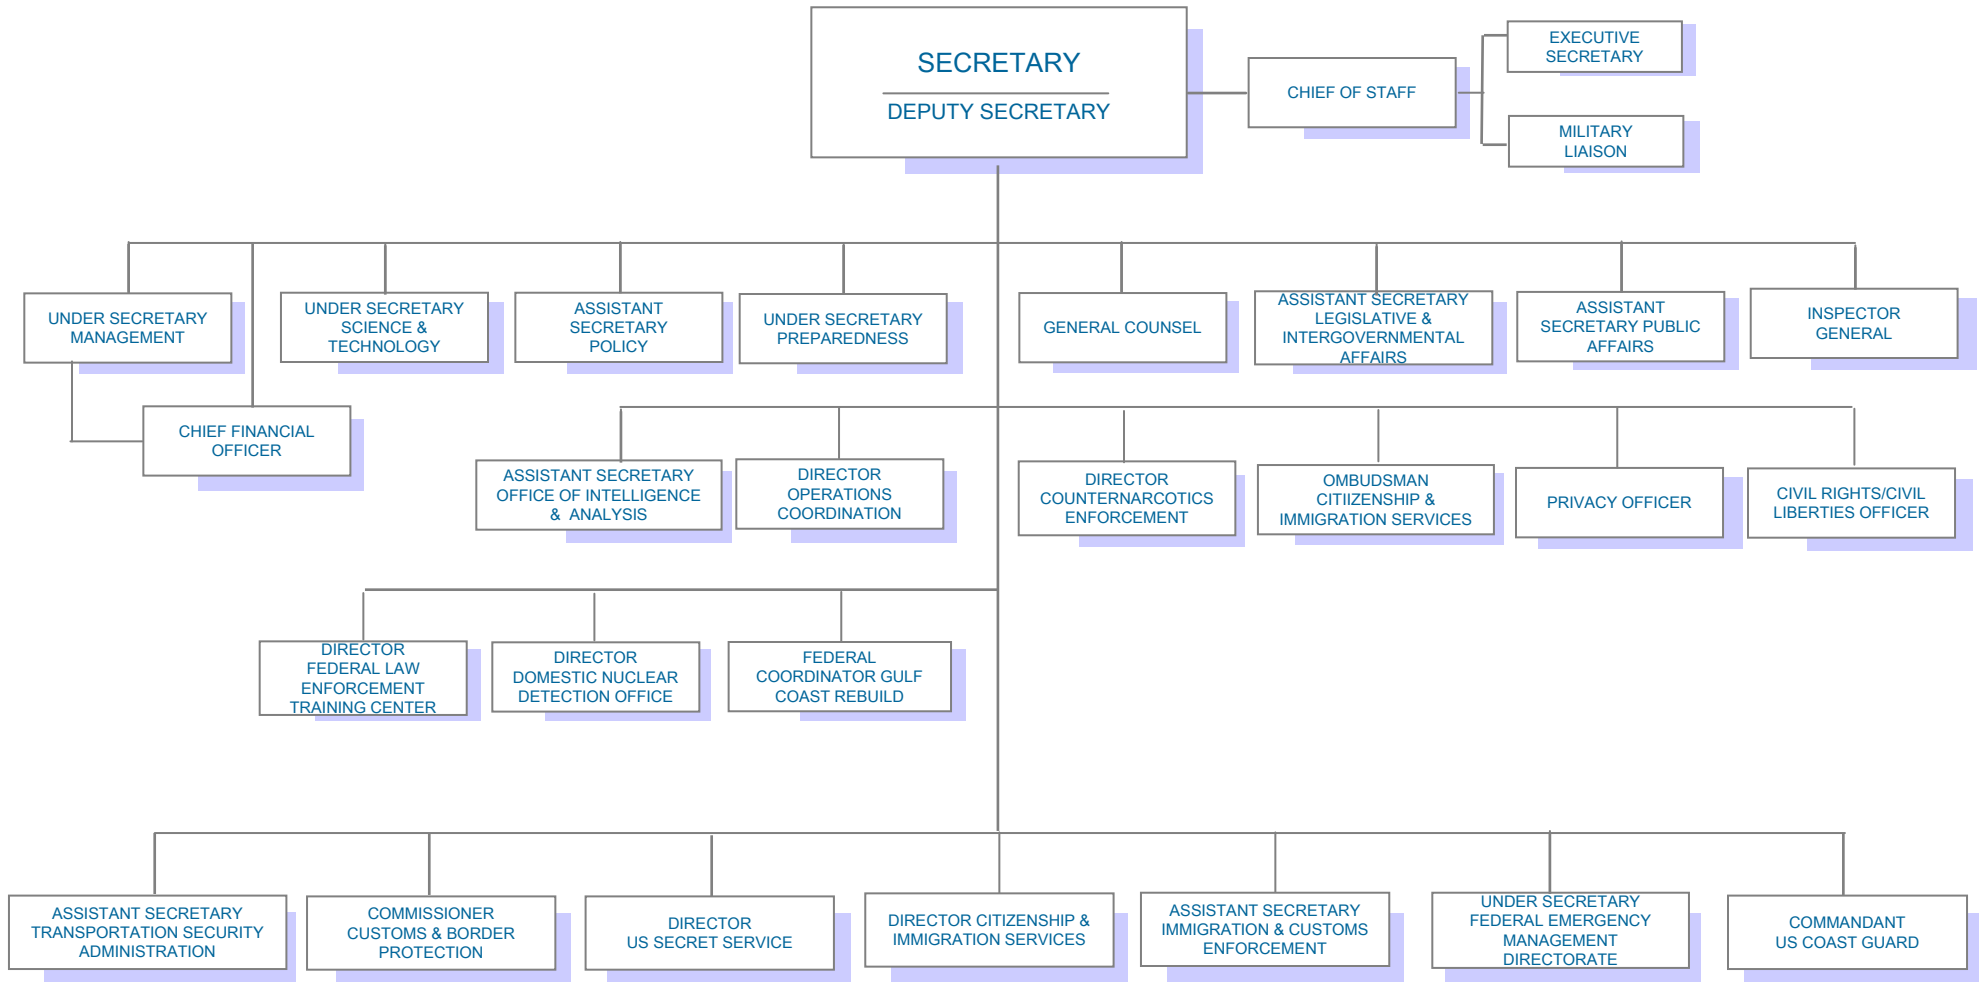 SECRETARY
DEPUTY SECRETARY
CHIEF OF STAFF
EXECUTIVE
SECRETARY
MILITARY
LIAISON
UNDER SECRETARY
MANAGEMENT
UNDER SECRETARY
SCIENCE &
TECHNOLOGY
ASSISTANT
SECRETARY
POLICY
UNDER SECRETARY
PREPAREDNESS
GENERAL COUNSEL
ASSISTANT SECRETARY
LEGISLATIVE &
INTERGOVERNMENTAL
AFFAIRS
ASSISTANT
SECRETARY PUBLIC
AFFAIRS
INSPECTOR
GENERAL
CHIEF FINANCIAL
OFFICER
ASSISTANT SECRETARY
OFFICE OF INTELLIGENCE
& ANALYSIS
DIRECTOR
OPERATIONS
COORDINATION
DIRECTOR
COUNTERNARCOTICS
ENFORCEMENT
OMBUDSMAN
CITIIZENSHIP &
IMMIGRATION SERVICES
PRIVACY OFFICER
CIVIL RIGHTS/CIVIL
LIBERTIES OFFICER
DIRECTOR
FEDERAL LAW
ENFORCEMENT
TRAINING CENTER
DIRECTOR
DOMESTIC NUCLEAR
DETECTION OFFICE
FEDERAL
COORDINATOR GULF
COAST REBUILD
ASSISTANT SECRETARY
TRANSPORTATION SECURITY
ADMINISTRATION
COMMISSIONER
CUSTOMS & BORDER
PROTECTION
DIRECTOR
US SECRET SERVICE
DIRECTOR CITIZENSHIP &
IMMIGRATION SERVICES
ASSISTANT SECRETARY
IMMIGRATION & CUSTOMS
ENFORCEMENT
UNDER SECRETARY
FEDERAL EMERGENCY
MANAGEMENT
DIRECTORATE
COMMANDANT
US COAST GUARD